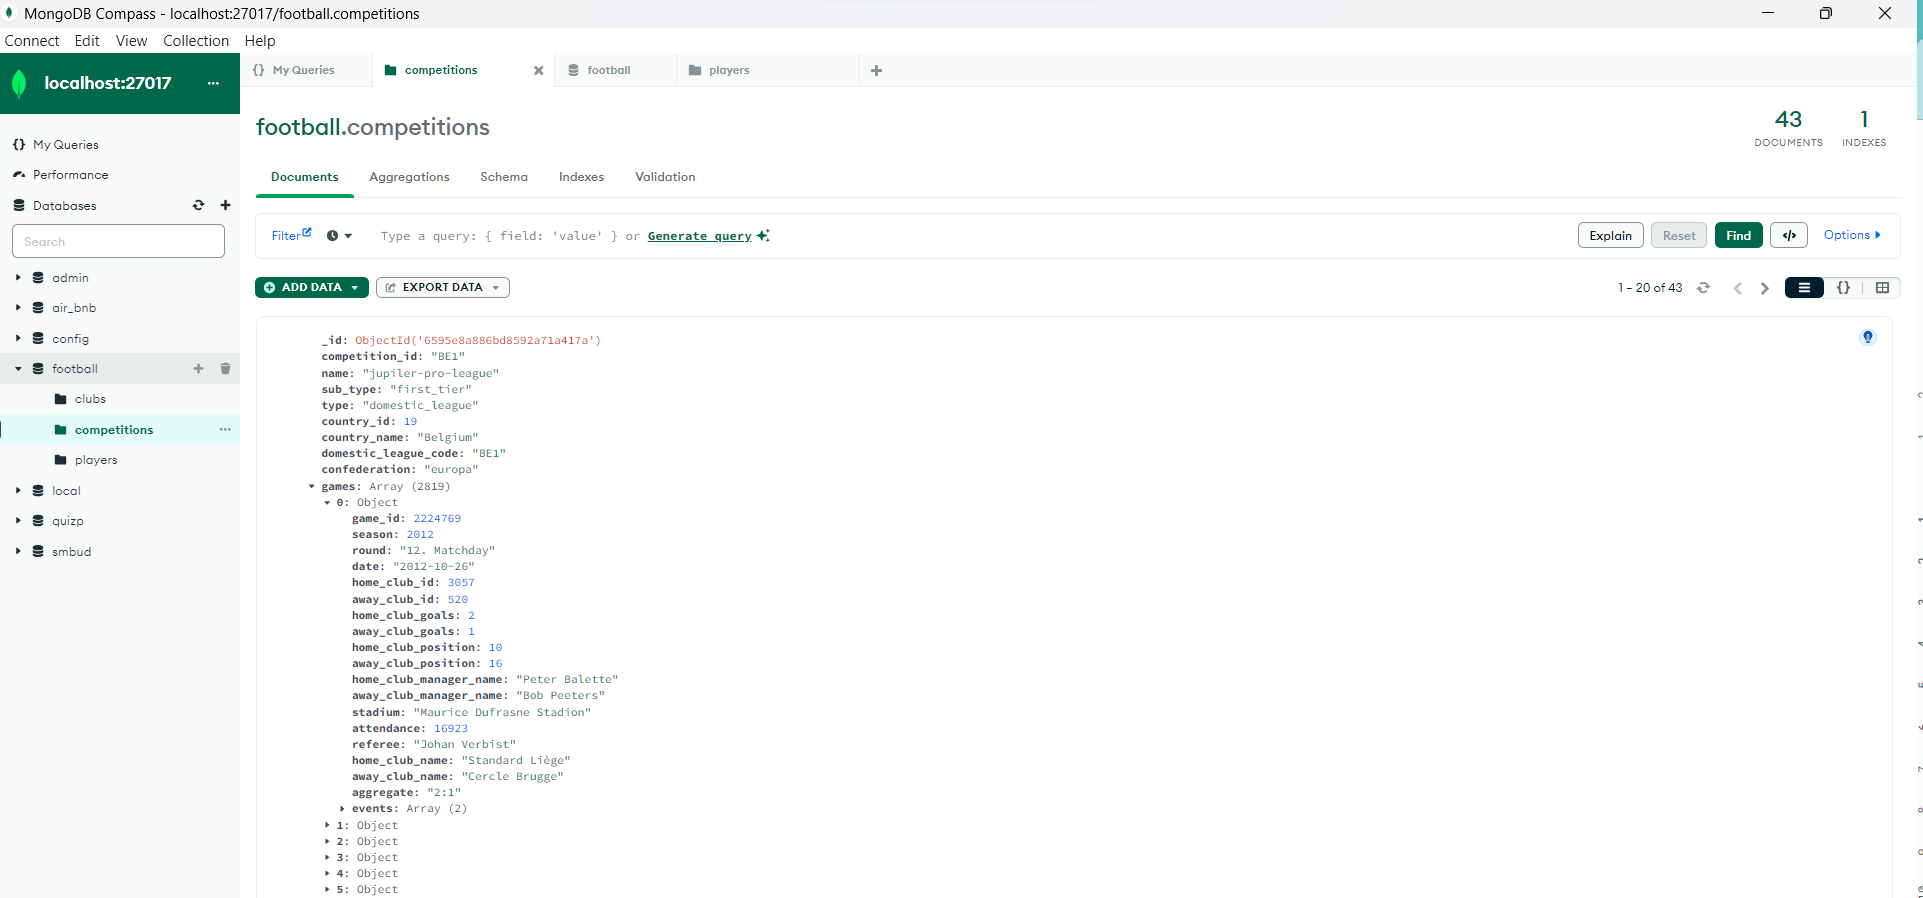 MongoDB Compass - localhost:27017/football.competitions
Connect Edit View Collection Help
localhost:27017 ...
{} My Queries
competitions
football
players
My Queries
Performance
Databases
Search
admin
air_bnb
config
football
clubs
competitions
players
local
quizp
smbud
football.competitions
43
DOCUMENTS
1
INDEXES
Documents Aggregations Schema Indexes Validation
Filter Type a query: { field: 'value' } or Generate query Explain Reset Find </> Options
ADD DATA EXPORT DATA 1 – 20 of 43 {}
_id: ObjectId('6595e8a886bd8592a71a417a')
competition_id: "BE1"
name: "jupiler-pro-league"
sub_type: "first_tier"
type: "domestic_league"
country_id: 19
country_name: "Belgium"
domestic_league_code: "BE1"
confederation: "europa"
games: Array (2819)
0: Object
game_id: 2224769
season: 2012
round: "12. Matchday"
date: "2012-10-26"
home_club_id: 3057
away_club_id: 520
home_club_goals: 2
away_club_goals: 1
home_club_position: 10
away_club_position: 16
home_club_manager_name: "Peter Balette"
away_club_manager_name: "Bob Peeters"
stadium: "Maurice Dufrasne Stadion"
attendance: 16923
referee: "Johan Verbist"
home_club_name: "Standard Liège"
away_club_name: "Cercle Brugge"
aggregate: "2:1"
events: Array (2)
1: Object
2: Object
3: Object
4: Object
5: Object